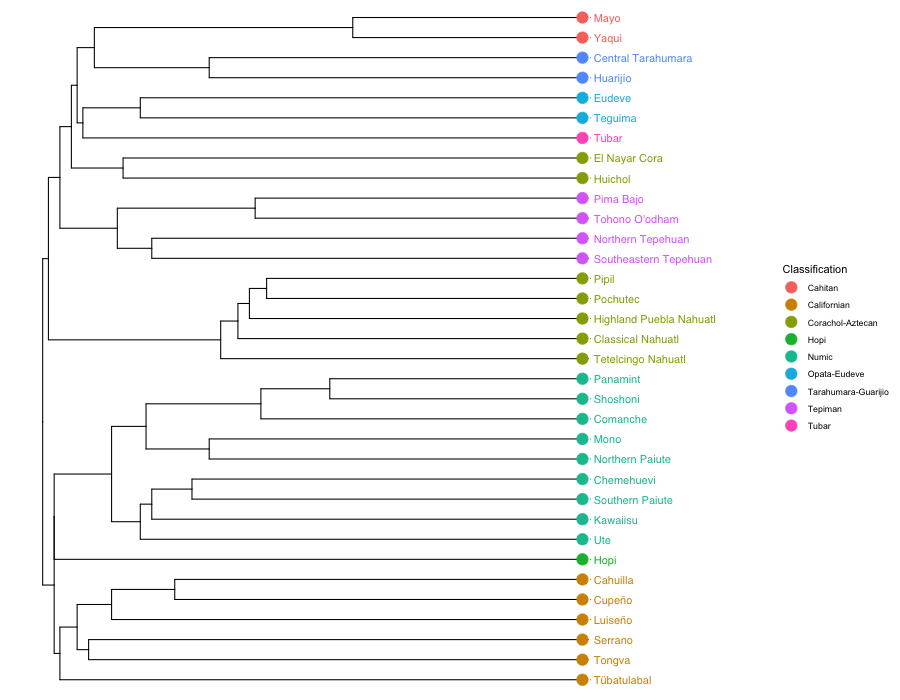 Mayo
Yaqui
Central Tarahumara
Huarijío
Eudeve
Teguima
Tubar
El Nayar Cora
Huichol
Pima Bajo
Tohono O'odham
Northern Tepehuan
Southeastern Tepehuan
Pipil
Pochutec
Highland Puebla Nahuatl
Classical Nahuatl
Tetelcingo Nahuatl
Panamint
Shoshoni
Comanche
Mono
Northern Paiute
Chemehuevi
Southern Paiute
Kawaiisu
Ute
Hopi
Cahuilla
Cupeño
Luiseño
Serrano
Tongva
Tübatulabal
Classification
Cahitan
Californian
Corachol-Aztecan
Hopi
Numic
Opata-Eudeve
Tarahumara-Guarijio
Tepiman
Tubar